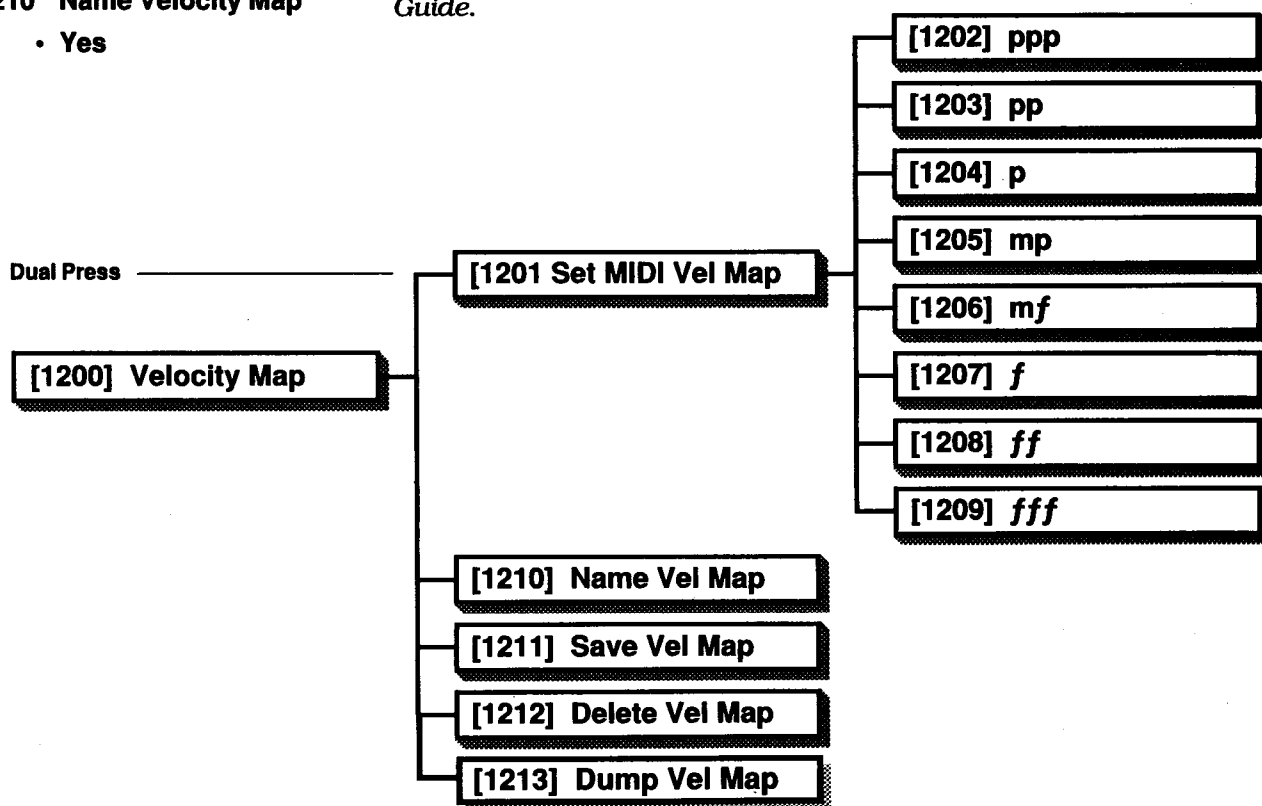 210 Name Velocity Map
Guide.
• Yes
Dual Press
[1200] Velocity Map
[1201 Set MIDI Vel Map
[1202] ppp
[1203] pp
[1204] p
[1205] mp
[1206] mf
[1207] f
[1208] ff
[1209] fff
[1210] Name Vel Map
[1211] Save Vel Map
[1212] Delete Vel Map
[1213] Dump Vel Map